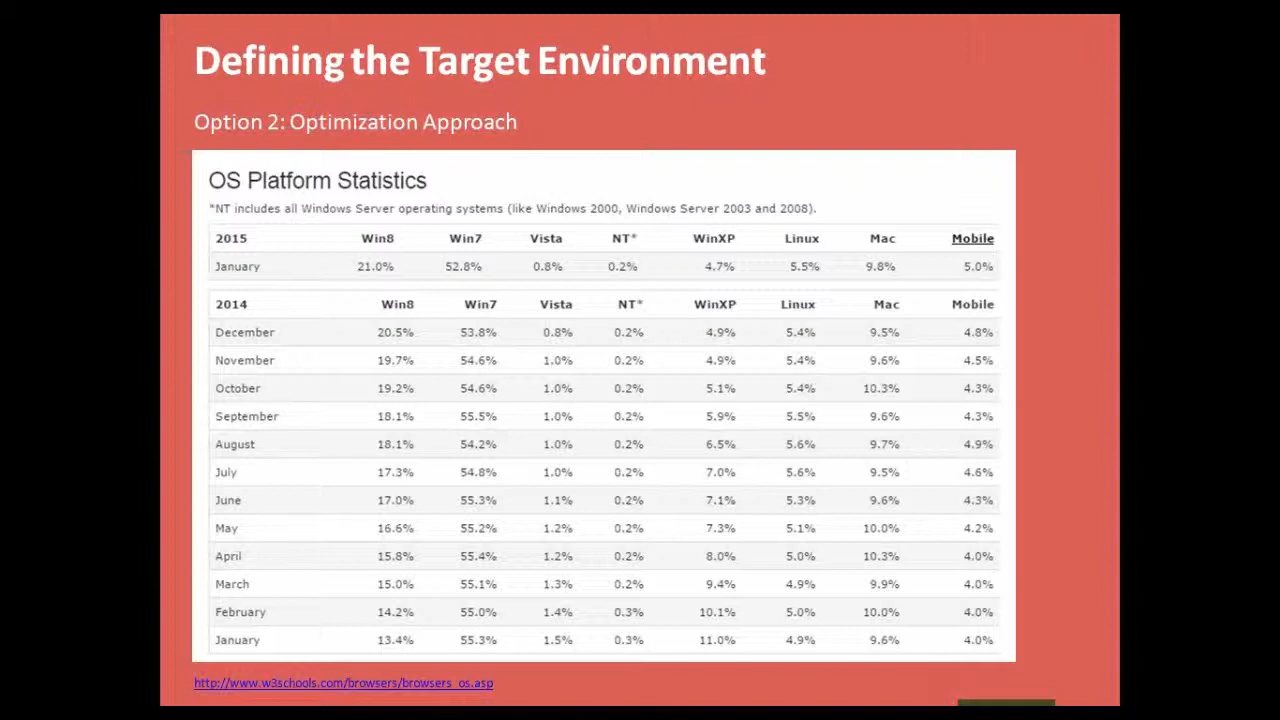 Defining the Target Environment
Option 2: Optimization Approach
OS Platform Statistics
*NT includes all Windows Server operating systems (like Windows 2000, Windows Server 2003 and 2008).
2015 Win8 Win7 Vista NT* WinXP Linux Mac Mobile
January 21.0% 52.8% 0.8% 0.2% 4.7% 5.5% 9.8% 5.0%
2014 Win8 Win7 Vista NT* WinXP Linux Mac Mobile
December 20.5% 53.8% 0.8% 0.2% 4.9% 5.4% 9.5% 4.8%
November 19.7% 54.6% 1.0% 0.2% 4.9% 5.4% 9.6% 4.5%
October 19.2% 54.6% 1.0% 0.2% 5.1% 5.4% 10.3% 4.3%
September 18.1% 55.5% 1.0% 0.2% 5.9% 5.5% 9.6% 4.3%
August 18.1% 54.2% 1.0% 0.2% 6.5% 5.6% 9.7% 4.9%
July 17.3% 54.8% 1.0% 0.2% 7.0% 5.6% 9.5% 4.6%
June 17.0% 55.3% 1.1% 0.2% 7.1% 5.3% 9.6% 4.3%
May 16.6% 55.2% 1.2% 0.2% 7.3% 5.1% 10.0% 4.2%
April 15.8% 55.4% 1.2% 0.2% 8.0% 5.0% 10.3% 4.0%
March 15.0% 55.1% 1.3% 0.2% 9.4% 4.9% 9.9% 4.0%
February 14.2% 55.0% 1.4% 0.3% 10.1% 5.0% 10.0% 4.0%
January 13.4% 55.3% 1.5% 0.3% 11.0% 4.9% 9.6% 4.0%
http://www.w3schools.com/browsers/browsers_os.asp